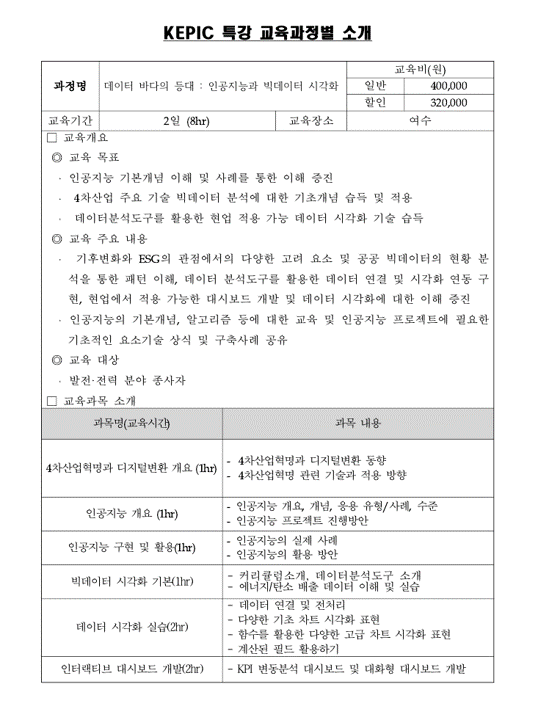 KEPIC 특강 교육과정별 소개
과정명
데이터 바다의 등대 : 인공지능과 빅데이터 시각화
교육비(원)
일반 400,000
할인 320,000
교육기간 2일 (8hr) 교육장소 여수
□ 교육개요
◎ 교육 목표
· 인공지능 기본개념 이해 및 사례를 통한 이해 증진
· 4차산업 주요 기술 빅데이터 분석에 대한 기초개념 습득 및 적용
· 데이터분석도구를 활용한 현업 적용 가능 데이터 시각화 기술 습득
◎ 교육 주요 내용
· 기후변화와 ESG의 관점에서의 다양한 고려 요소 및 공공 빅데이터의 현황 분
석을 통한 패턴 이해, 데이터 분석도구를 활용한 데이터 연결 및 시각화 연동 구
현, 현업에서 적용 가능한 대시보드 개발 및 데이터 시각화에 대한 이해 증진
· 인공지능의 기본개념, 알고리즘 등에 대한 교육 및 인공지능 프로젝트에 필요한
기초적인 요소기술 상식 및 구축사례 공유
◎ 교육 대상
· 발전·전력 분야 종사자
□ 교육과목 소개
과목명(교육시간) 과목 내용
4차산업혁명과 디지털변환 개요 (1hr)
- 4차산업혁명과 디지털변환 동향
- 4차산업혁명 관련 기술과 적용 방향
인공지능 개요 (1hr)
- 인공지능 개요, 개념, 응용 유형/사례, 수준
- 인공지능 프로젝트 진행방안
인공지능 구현 및 활용(1hr)
- 인공지능의 실제 사례
- 인공지능의 활용 방안
빅데이터 시각화 기본(1hr)
- 커리큘럼소개, 데이터분석도구 소개
- 에너지/탄소 배출 데이터 이해 및 실습
데이터 시각화 실습(2hr)
- 데이터 연결 및 전처리
- 다양한 기초 차트 시각화 표현
- 함수를 활용한 다양한 고급 차트 시각화 표현
- 계산된 필드 활용하기
인터랙티브 대시보드 개발(2hr)
- KPI 변동분석 대시보드 및 대화형 대시보드 개발